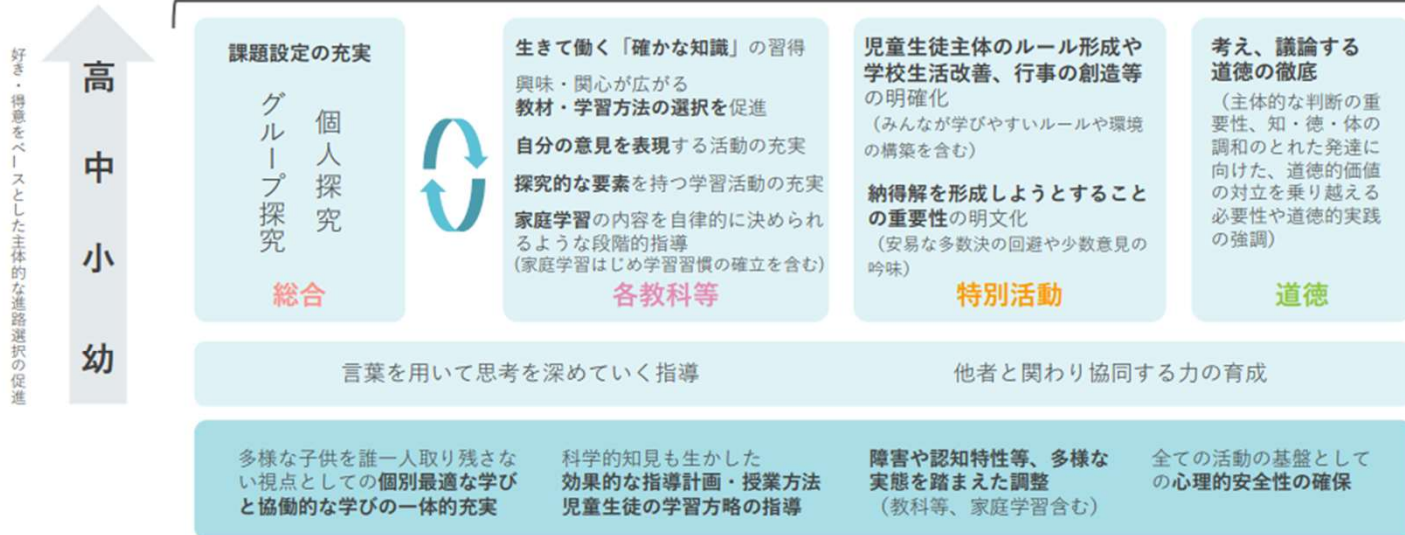 好き・得意をベースとした主体的な進路選択の促進
高
中
小
幼
課題設定の充実
個人探究
グループ探究
総合
生きて働く「確かな知識」の習得
興味・関心が広がる
教材・学習方法の選択を促進
自分の意見を表現する活動の充実
探究的な要素を持つ学習活動の充実
家庭学習の内容を自律的に決められ
るような段階的指導
(家庭学習はじめ学習習慣の確立を含む)
各教科等
児童生徒主体のルール形成や
学校生活改善、行事の創造等
の明確化
（みんなが学びやすいルールや環境
の構築を含む）
納得解を形成しようとすること
の重要性の明文化
（安易な多数決の回避や少数意見の
吟味）
特別活動
考え、議論する
道徳の徹底
（主体的な判断の重
要性、知・徳・体の
調和のとれた発達に
向けた、道徳的価値
の対立を乗り越える
必要性や道徳的実践
の強調）
道徳
言葉を用いて思考を深めていく指導
他者と関わり協同する力の育成
多様な子供を誰一人取り残さな
い視点としての個別最適な学び
と協働的な学びの一体的充実
科学的知見も生かした
効果的な指導計画・授業方法
児童生徒の学習方略の指導
障害や認知特性等、多様な
実態を踏まえた調整
（教科等、家庭学習含む）
全ての活動の基盤として
の心理的安全性の確保